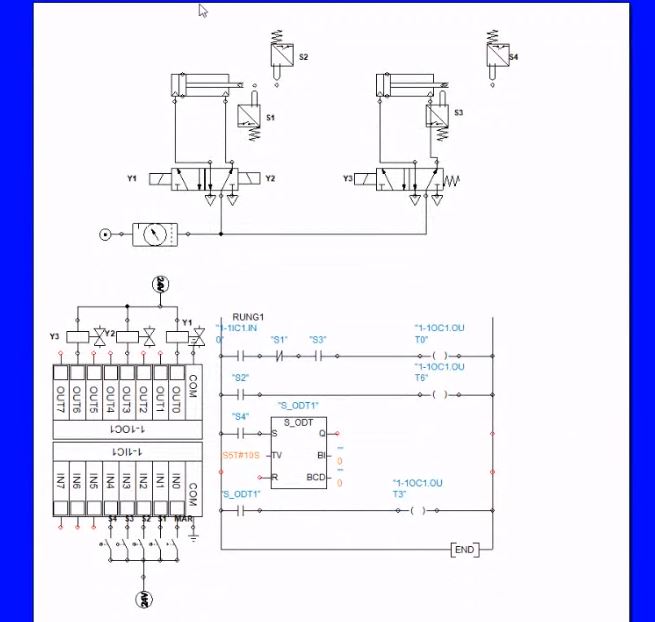 S2
S4
S1
S3
Y1
Y2
Y3
24V
Y3
Y2
Y1
OUT7
OUT6
OUT5
OUT4
OUT3
OUT2
OUT1
OUT0
COM
1-1OC1
1-1IC1
IN7
IN6
IN5
IN4
IN3
IN2
IN1
IN0
COM
S4
S3
S2
S1
MAR
24V
RUNG1
"1-1IC1.IN
0"
"S1"
"S3"
"1-1OC1.OU
T0"
"S2"
"1-1OC1.OU
T6"
"S4"
"S_ODT1"
S_ODT
S
Q
S5T#10S
TV
BI
0
R
BCD
0
"S_ODT1"
"1-1OC1.OU
T3"
END